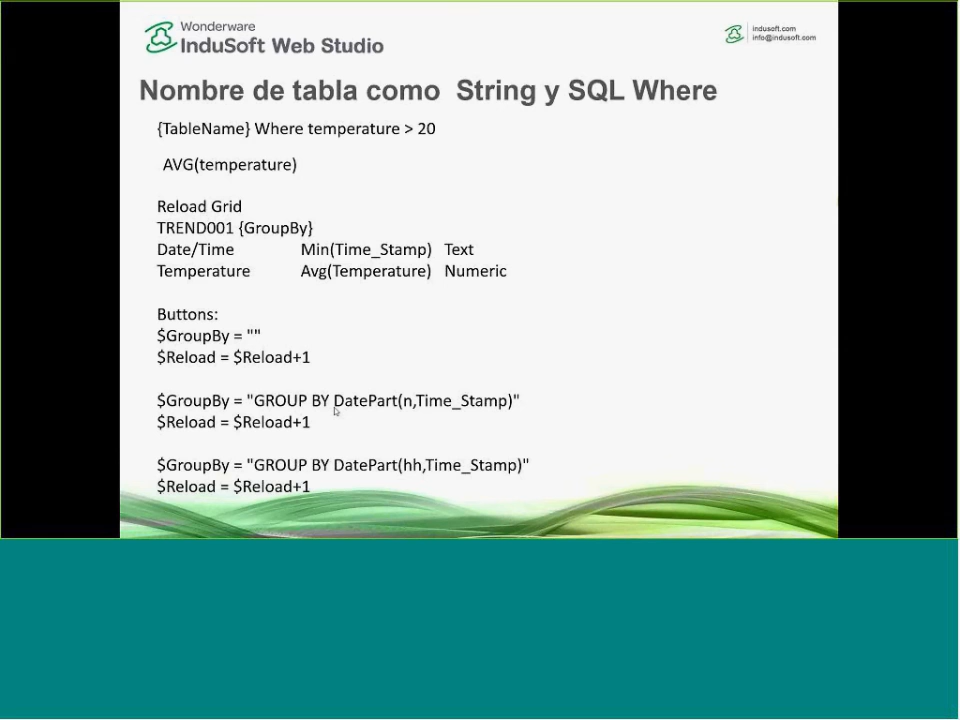 Wonderware
InduSoft Web Studio
indusoft.com
info@indusoft.com
Nombre de tabla como String y SQL Where
{TableName} Where temperature > 20
AVG(temperature)
Reload Grid
TREND001 {GroupBy}
Date/Time Min(Time_Stamp) Text
Temperature Avg(Temperature) Numeric
Buttons:
$GroupBy = ""
$Reload = $Reload+1
$GroupBy = "GROUP BY DatePart(n,Time_Stamp)"
$Reload = $Reload+1
$GroupBy = "GROUP BY DatePart(hh,Time_Stamp)"
$Reload = $Reload+1